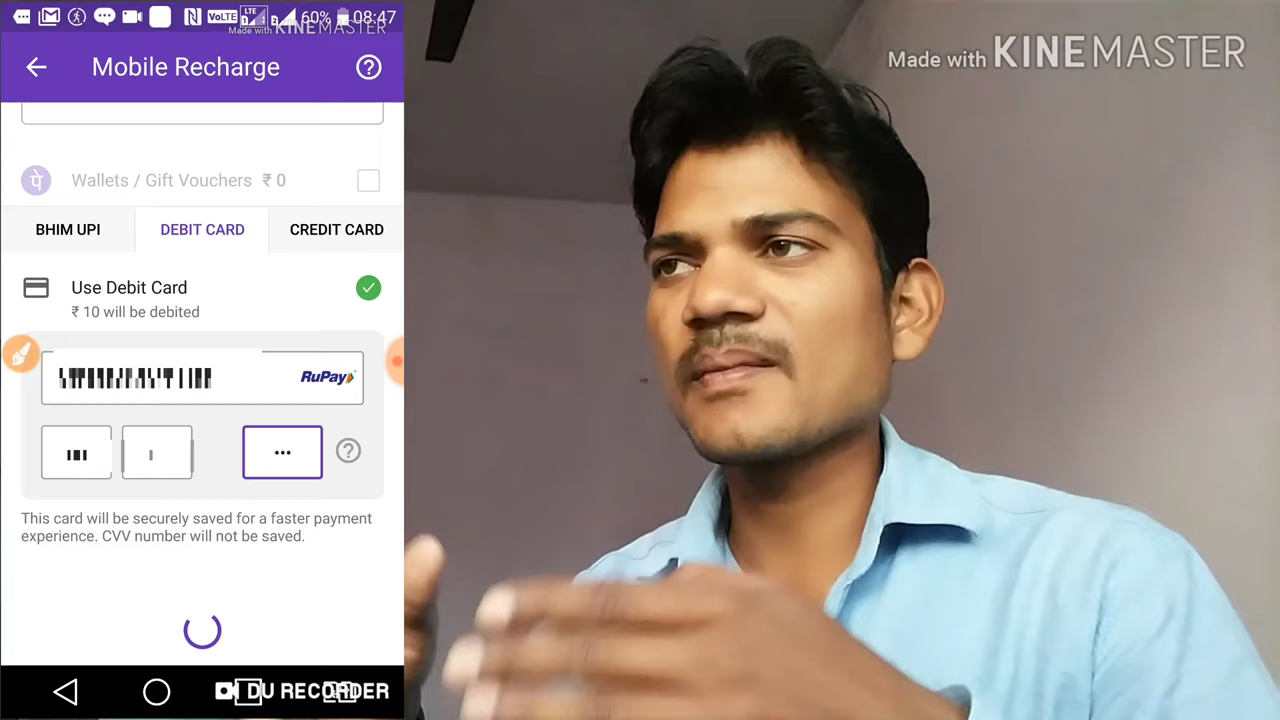 VoLTE LTE 60% 08:47
Made with KINEMASTER
Mobile Recharge
पे Wallets / Gift Vouchers ₹ 0
BHIM UPI DEBIT CARD CREDIT CARD
Use Debit Card
₹ 10 will be debited
RuPay
This card will be securely saved for a faster payment
experience. CVV number will not be saved.
DU RECORDER
Made with KINEMASTER